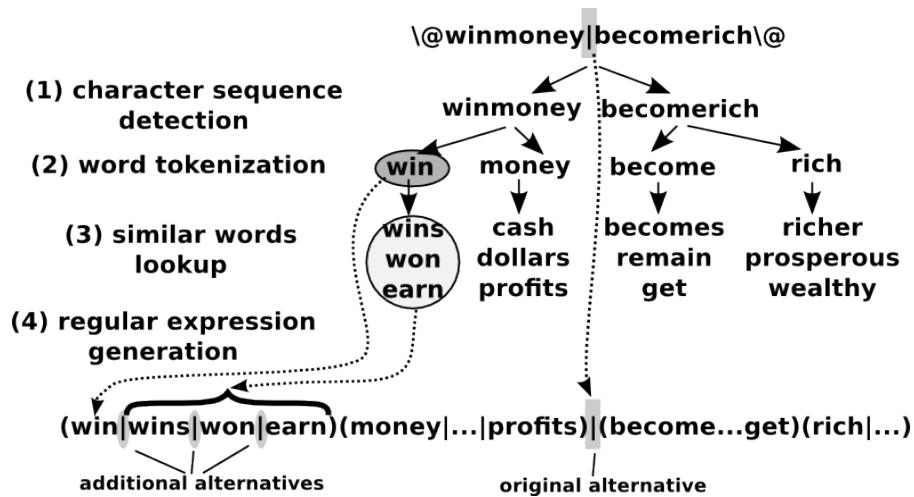 \@winmoney|becomerich\@
(1) character sequence
detection
winmoney becomerich
(2) word tokenization
win money become rich
(3) similar words
lookup
wins cash becomes richer
won dollars remain prosperous
earn profits get wealthy
(4) regular expression
generation
(win|wins|won|earn)(money|...|profits)|(become...get)(rich|...)
additional alternatives original alternative